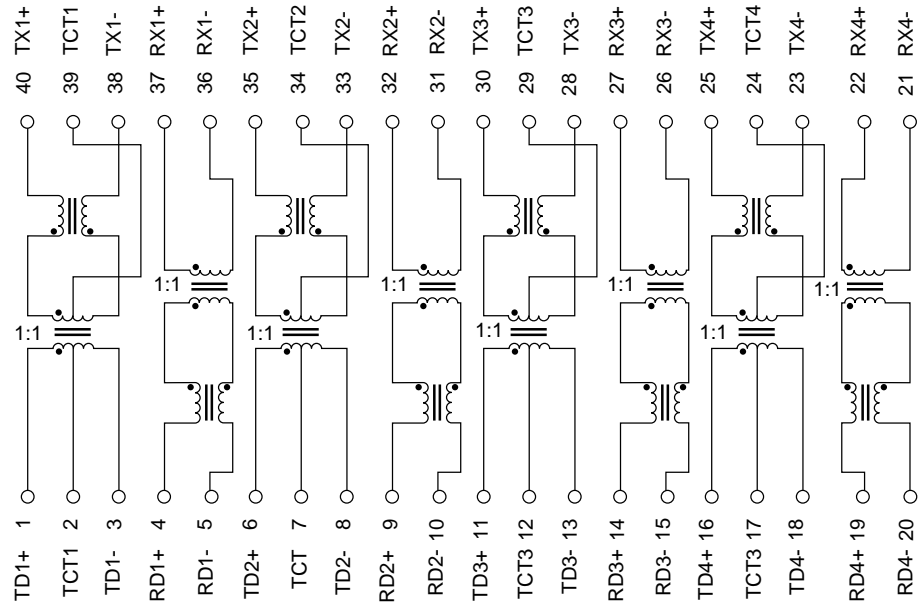 TX1+ TCT1 TX1- RX1+ RX1- TX2+ TCT2 TX2- RX2+ RX2- TX3+ TCT3 TX3- RX3+ RX3- TX4+ TCT4 TX4- RX4+ RX4-
40 39 38 37 36 35 34 33 32 31 30 29 28 27 26 25 24 23 22 21
1:1 1:1 1:1 1:1
1:1 1:1 1:1 1:1
1 2 3 4 5 6 7 8 9 10 11 12 13 14 15 16 17 18 19 20
TD1+ TCT1 TD1- RD1+ RD1- TD2+ TCT TD2- RD2+ RD2- TD3+ TCT3 TD3- RD3+ RD3- TD4+ TCT3 TD4- RD4+ RD4-